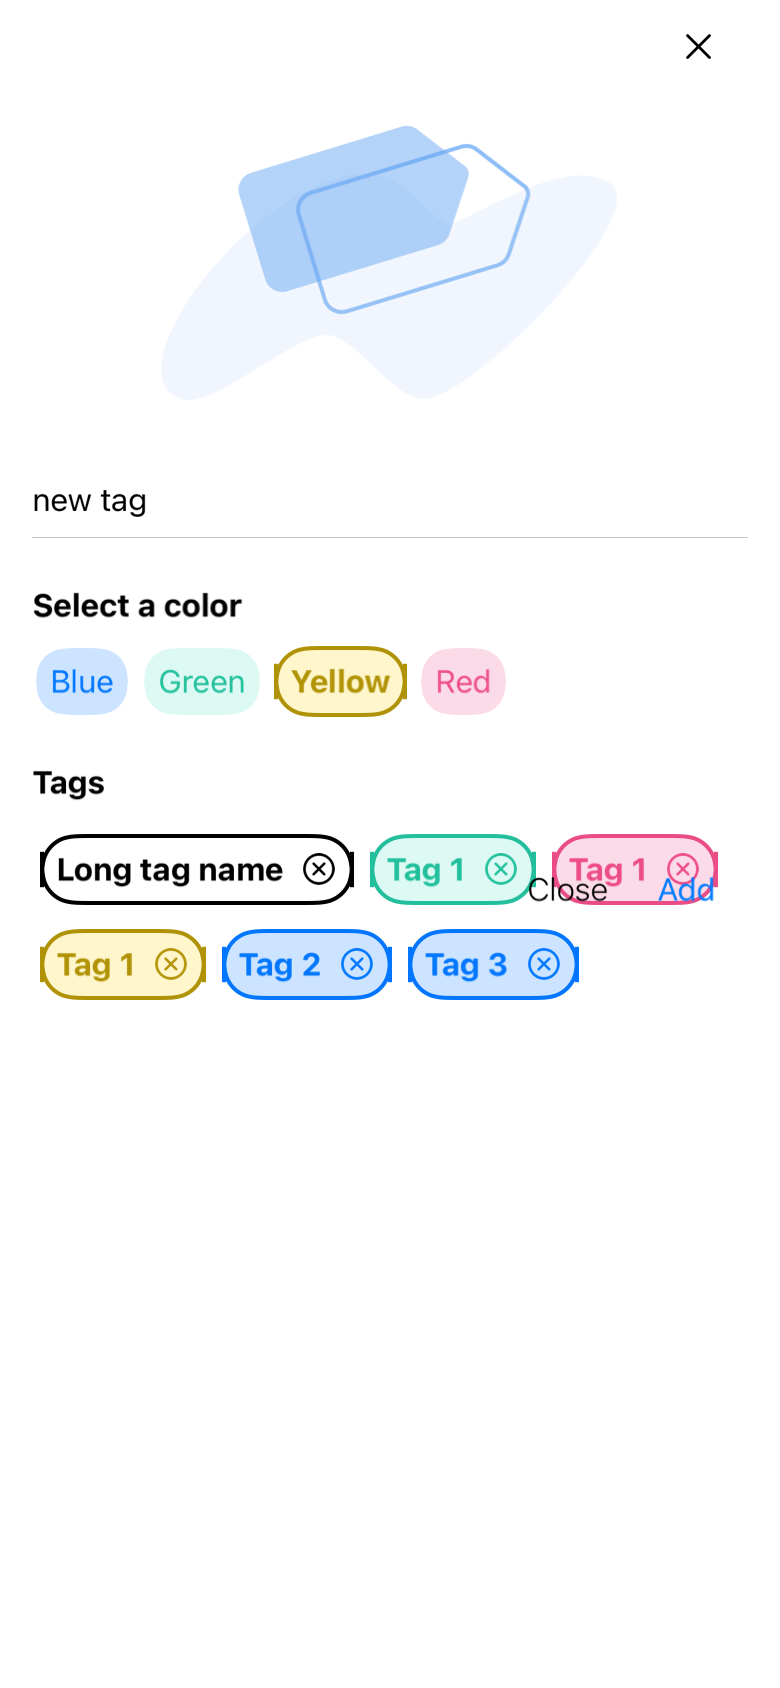 new tag
Select a color
Blue Green Yellow Red
Tags
Long tag name Tag 1 Tag 1
Close Add
Tag 1 Tag 2 Tag 3